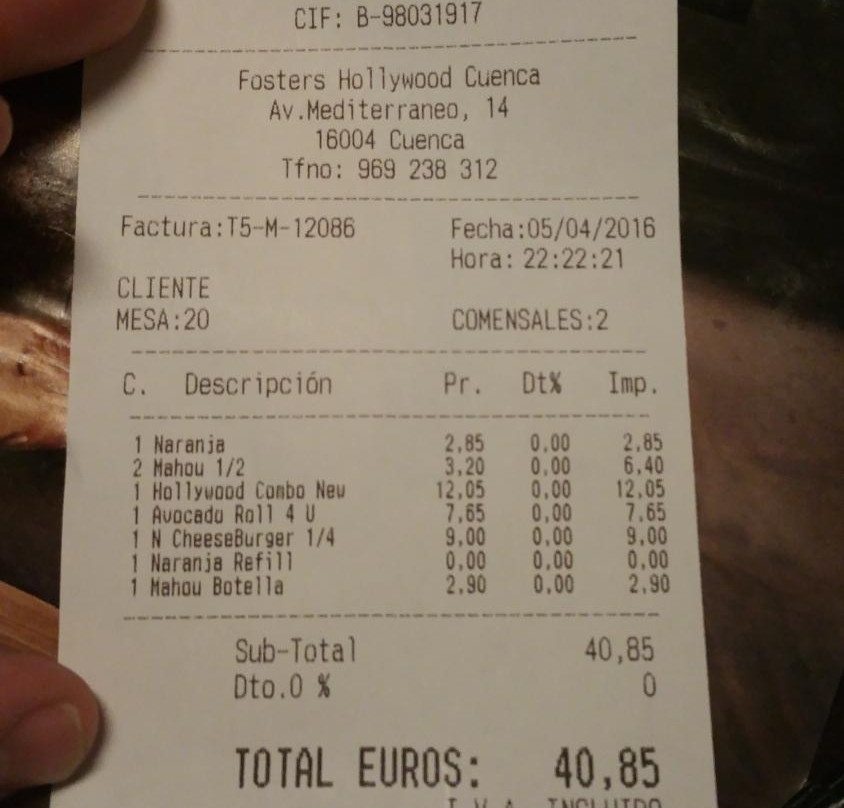 CIF: B-98031917
Fosters Hollywood Cuenca
Av.Mediterraneo, 14
16004 Cuenca
Tfno: 969 238 312
Factura:T5-M-12086 Fecha:05/04/2016
Hora: 22:22:21
CLIENTE
MESA:20 COMENSALES:2
C. Descripción Pr. Dt% Imp.
1 Naranja 2,85 0,00 2,85
2 Mahou 1/2 3,20 0,00 6,40
1 Hollywood Combo New 12,05 0,00 12,05
1 Avocado Roll 4 U 7,65 0,00 7,65
1 N CheeseBurger 1/4 9,00 0,00 9,00
1 Naranja Refill 0,00 0,00 0,00
1 Mahou Botella 2,90 0,00 2,90
Sub-Total 40,85
Dto.0 % 0
TOTAL EUROS: 40,85
I.V.A. INCLUIDO